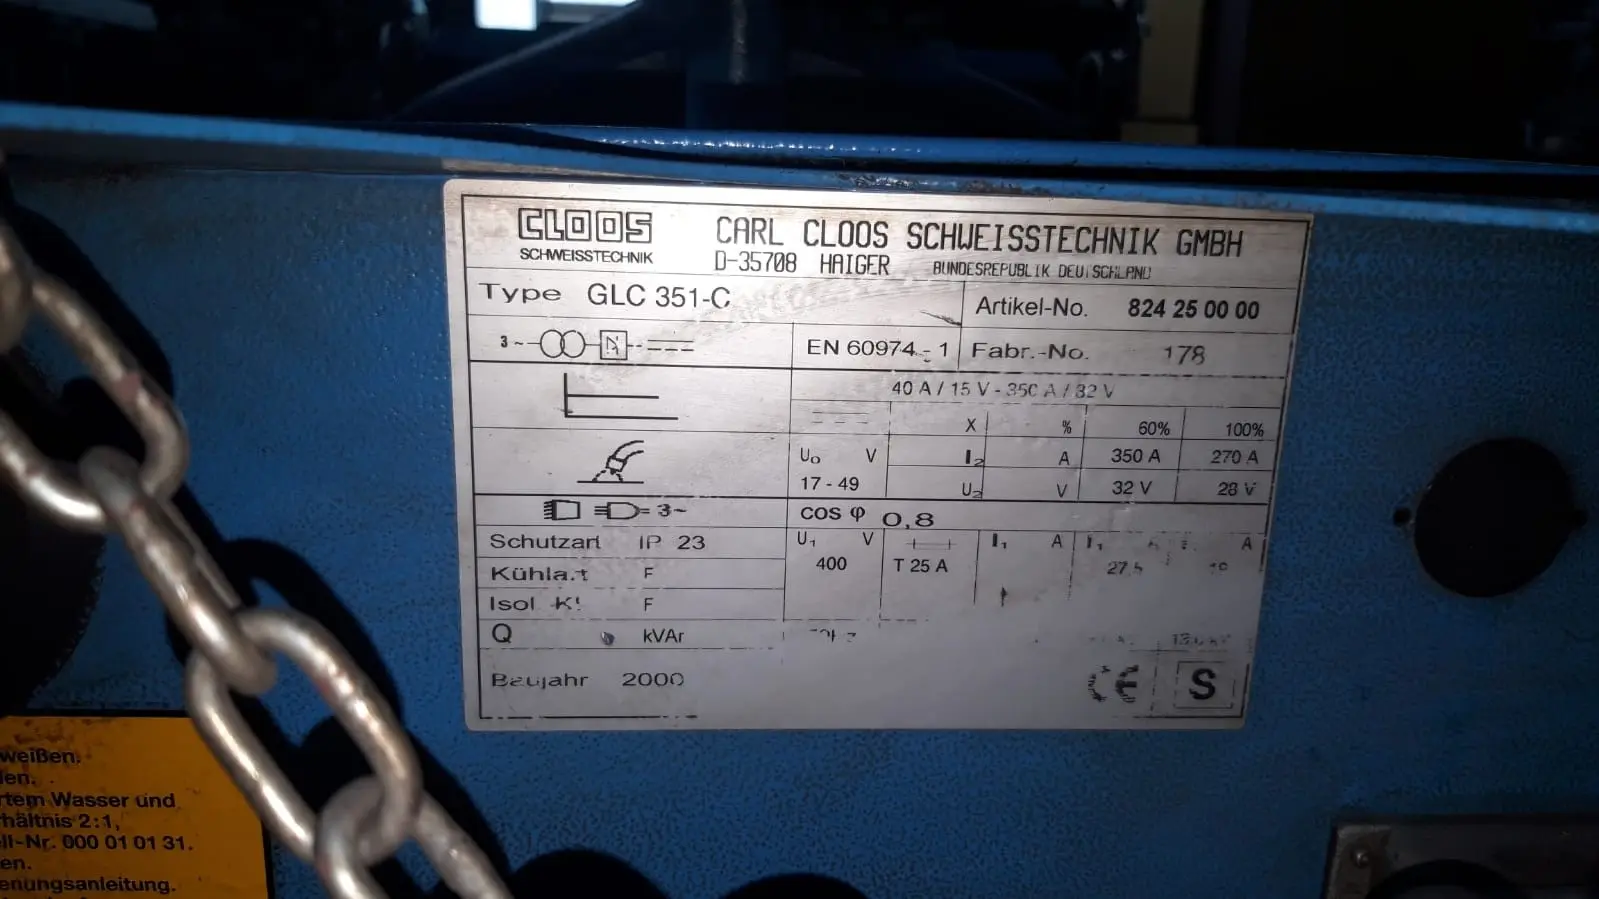 CLOOS
SCHWEISSTECHNIK
CARL CLOOS SCHWEISSTECHNIK GMBH
D-35708 HAIGER BUNDESREPUBLIK DEUTSCHLAND
Type GLC 351-C
Artikel-No. 824 25 00 00
3~
EN 60974-1
Fabr.-No. 178
40 A / 15 V - 350 A / 32 V
X % 60% 100%
U₀ V
17 - 49
I₂ A 350 A 270 A
U₂ V 32 V 28 V
3~
cos φ 0,8
Schutzart IP 23
U₁ V
400
T 25 A
I₁ A
I₁ A
27,5
Kühlart F
Isol Kl F
Q kVAr
Baujahr 2000
CE
S
weißen.
en.
rtem Wasser und
hältnis 2:1,
ll-Nr. 000 01 01 31.
en.
enungsanleitung.